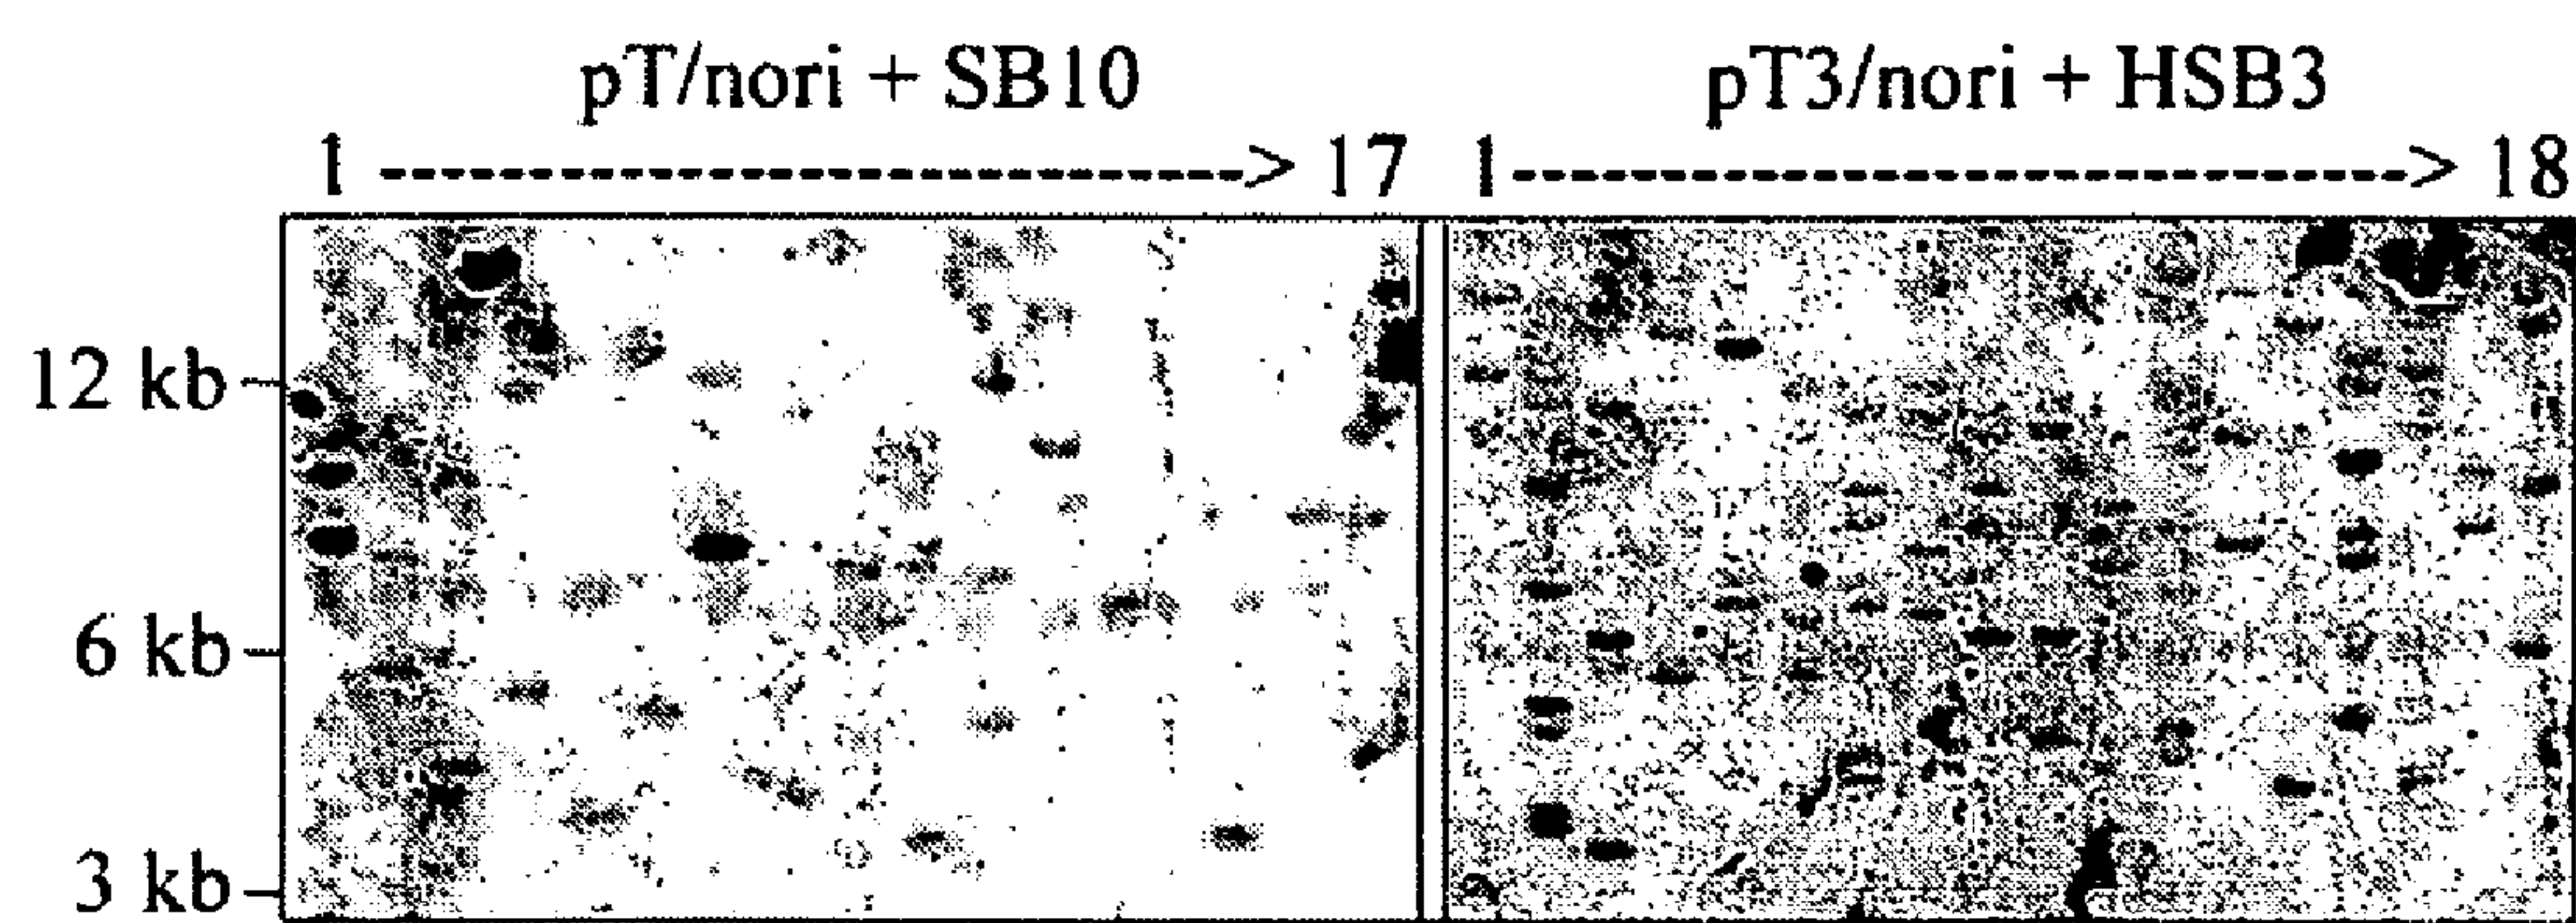 pT/nori + SB10 pT3/nori + HSB3
1 ----------------------> 17 1 ----------------------> 18
12 kb
6 kb
3 kb